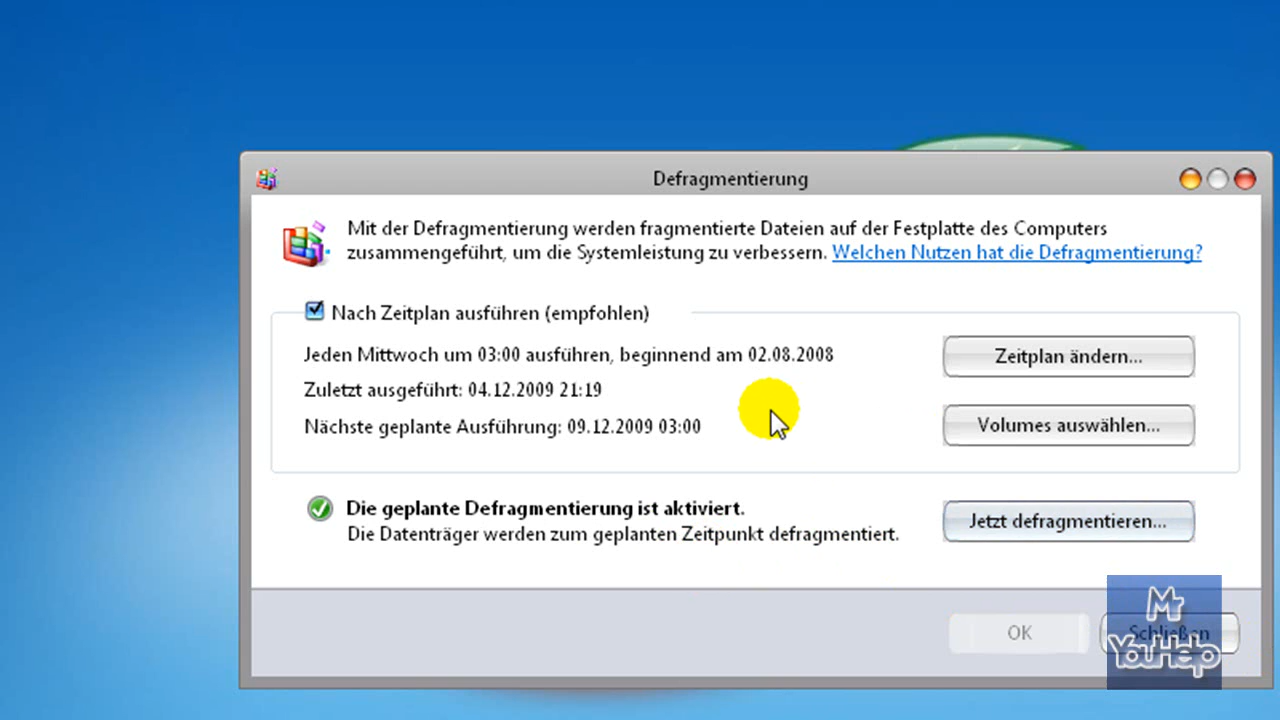 Defragmentierung
Mit der Defragmentierung werden fragmentierte Dateien auf der Festplatte des Computers
zusammengeführt, um die Systemleistung zu verbessern. Welchen Nutzen hat die Defragmentierung?
Nach Zeitplan ausführen (empfohlen)
Jeden Mittwoch um 03:00 ausführen, beginnend am 02.08.2008
Zeitplan ändern...
Zuletzt ausgeführt: 04.12.2009 21:19
Nächste geplante Ausführung: 09.12.2009 03:00
Volumes auswählen...
Die geplante Defragmentierung ist aktiviert.
Die Datenträger werden zum geplanten Zeitpunkt defragmentiert.
Jetzt defragmentieren...
OK
Schließen
Mr
YouHelp